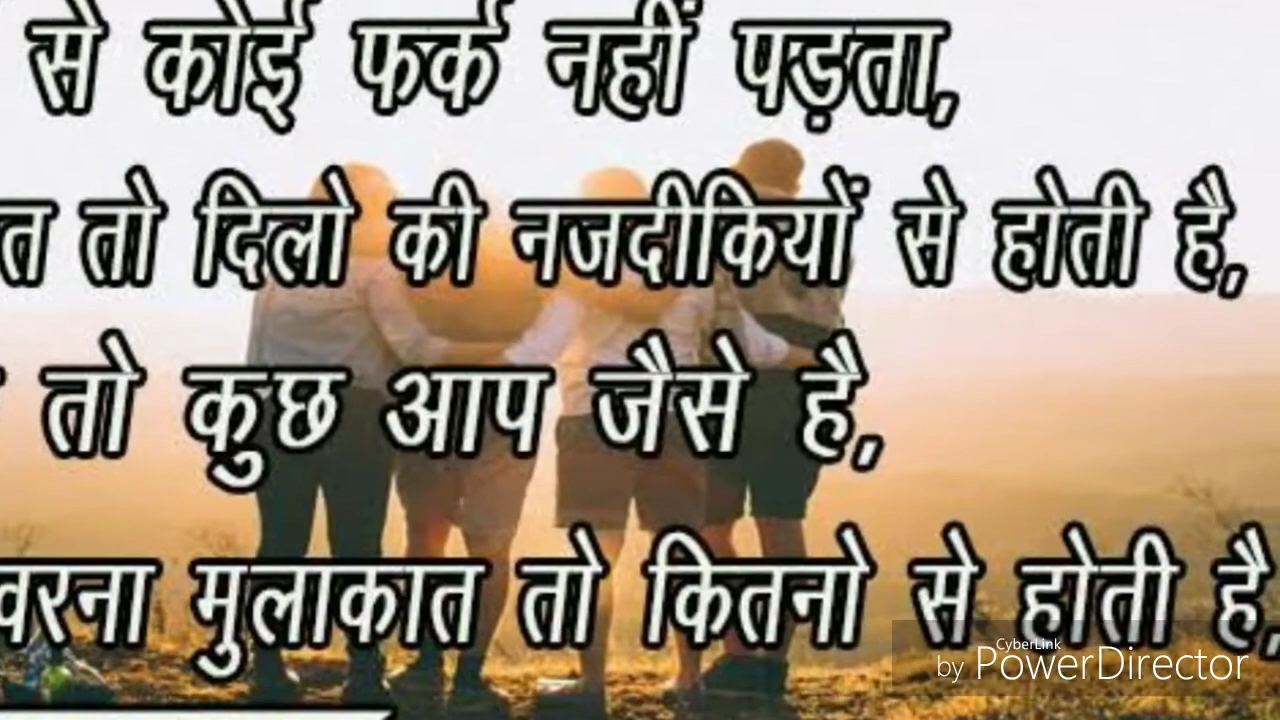 से कोई फर्क नहीं पड़ता,
तो दिलो की नजदीकियों से होती है,
तो कुछ आप जैसे है,
वरना मुलाकात तो कितनो से होती है,
CyberLink
by PowerDirector